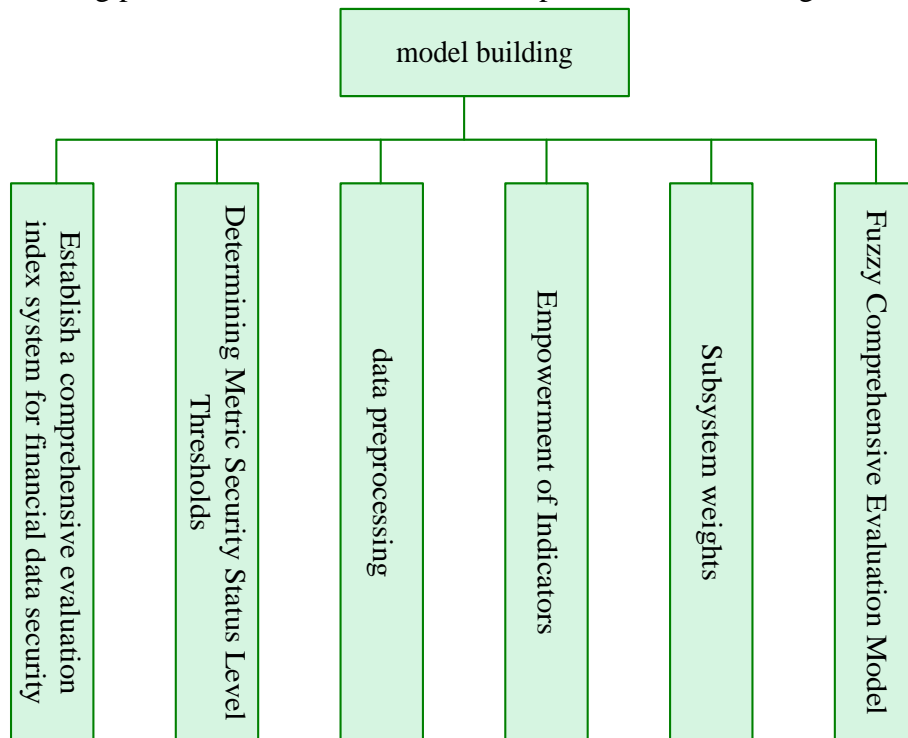 model building
Establish a comprehensive evaluation
index system for financial data security
Determining Metric Security Status Level
Thresholds
data preprocessing
Empowerment of Indicators
Subsystem weights
Fuzzy Comprehensive Evaluation Model